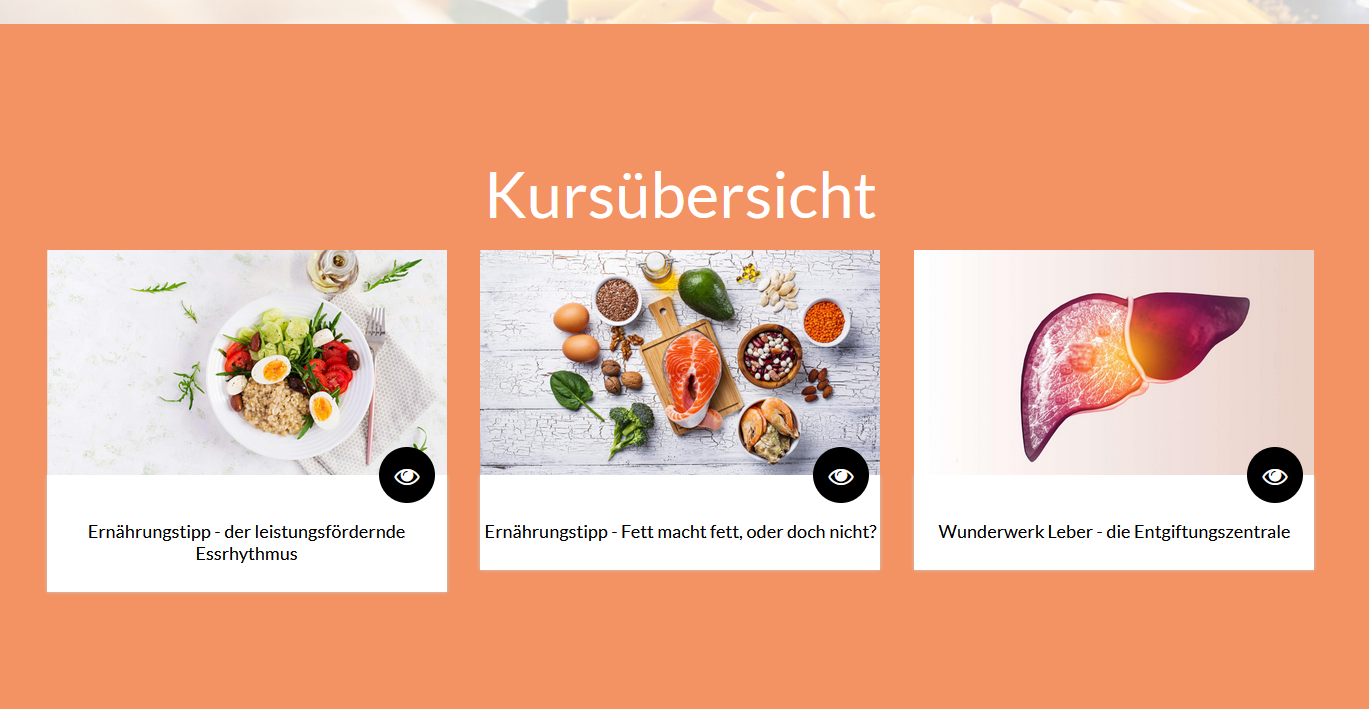 Kursübersicht
Ernährungstipp - der leistungsfördernde
Essrhythmus
Ernährungstipp - Fett macht fett, oder doch nicht?
Wunderwerk Leber - die Entgiftungszentrale